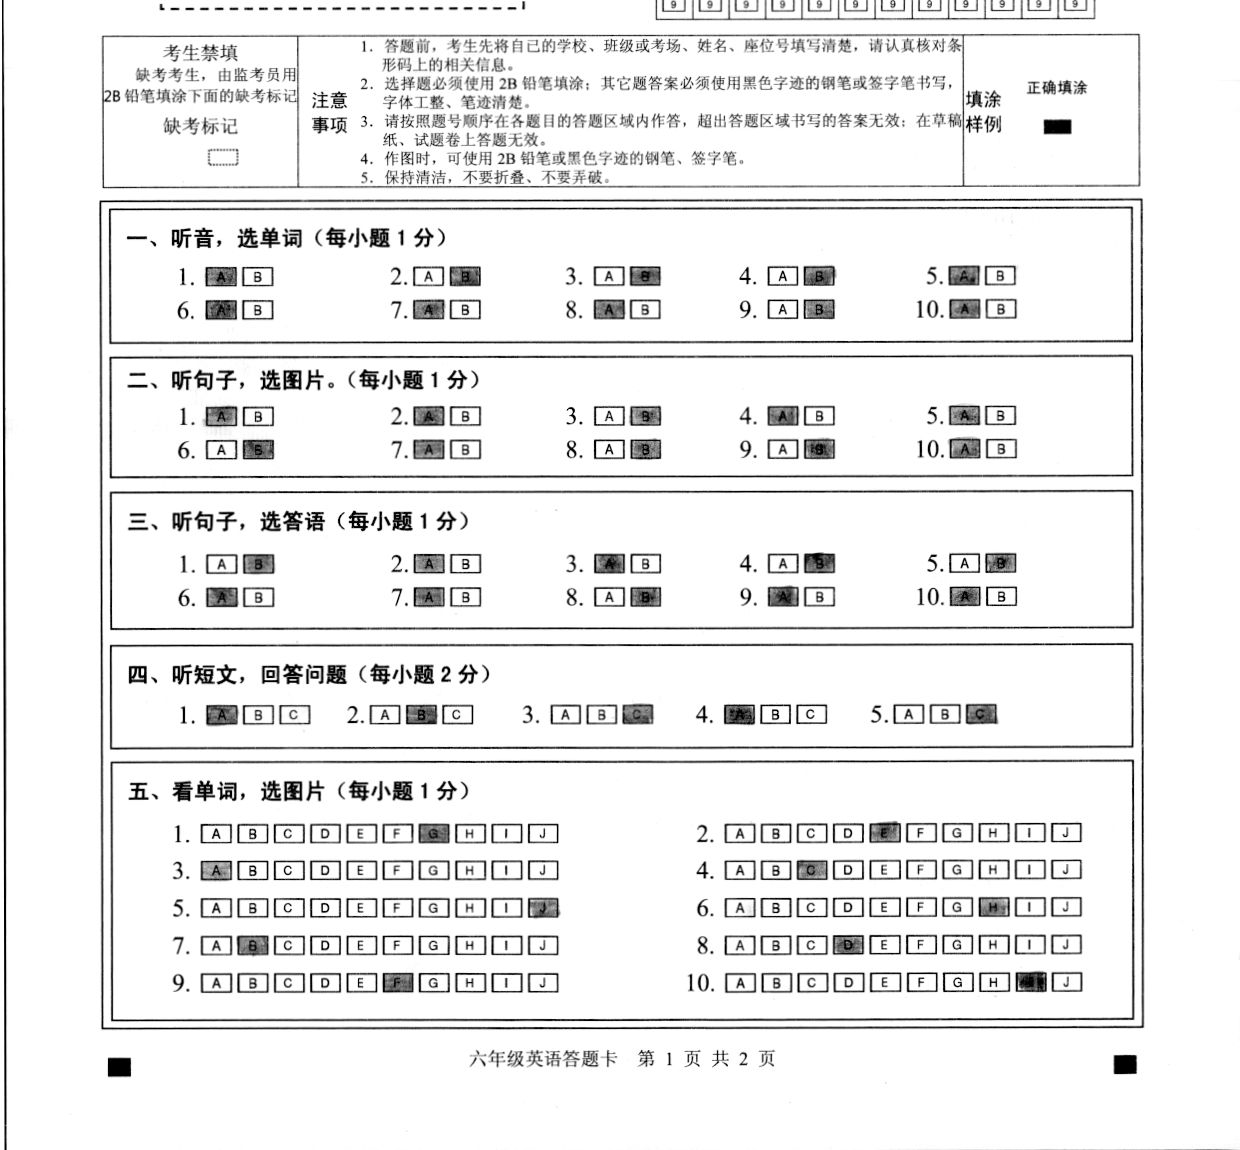 9 9 9 9 9 9 9 9 9 9 9 9
考生禁填
缺考考生，由监考员用
2B 铅笔填涂下面的缺考标记
缺考标记
注意
事项
1. 答题前，考生先将自己的学校、班级或考场、姓名、座位号填写清楚，请认真核对条
形码上的相关信息。
2. 选择题必须使用 2B 铅笔填涂；其它题答案必须使用黑色字迹的钢笔或签字笔书写，
字体工整、笔迹清楚。
3. 请按照题号顺序在各题目的答题区域内作答，超出答题区域书写的答案无效；在草稿
纸、试题卷上答题无效。
4. 作图时，可使用 2B 铅笔或黑色字迹的钢笔、签字笔。
5. 保持清洁，不要折叠、不要弄破。
填涂
样例
正确填涂
一、听音，选单词（每小题 1 分）
1. A B 2. A B 3. A B 4. A B 5. A B
6. A B 7. A B 8. A B 9. A B 10. A B
二、听句子，选图片。（每小题 1 分）
1. A B 2. A B 3. A B 4. A B 5. A B
6. A B 7. A B 8. A B 9. A B 10. A B
三、听句子，选答语（每小题 1 分）
1. A B 2. A B 3. A B 4. A B 5. A B
6. A B 7. A B 8. A B 9. A B 10. A B
四、听短文，回答问题（每小题 2 分）
1. A B C 2. A B C 3. A B C 4. A B C 5. A B C
五、看单词，选图片（每小题 1 分）
1. A B C D E F G H I J 2. A B C D E F G H I J
3. A B C D E F G H I J 4. A B C D E F G H I J
5. A B C D E F G H I J 6. A B C D E F G H I J
7. A B C D E F G H I J 8. A B C D E F G H I J
9. A B C D E F G H I J 10. A B C D E F G H J
六年级英语答题卡 第 1 页 共 2 页